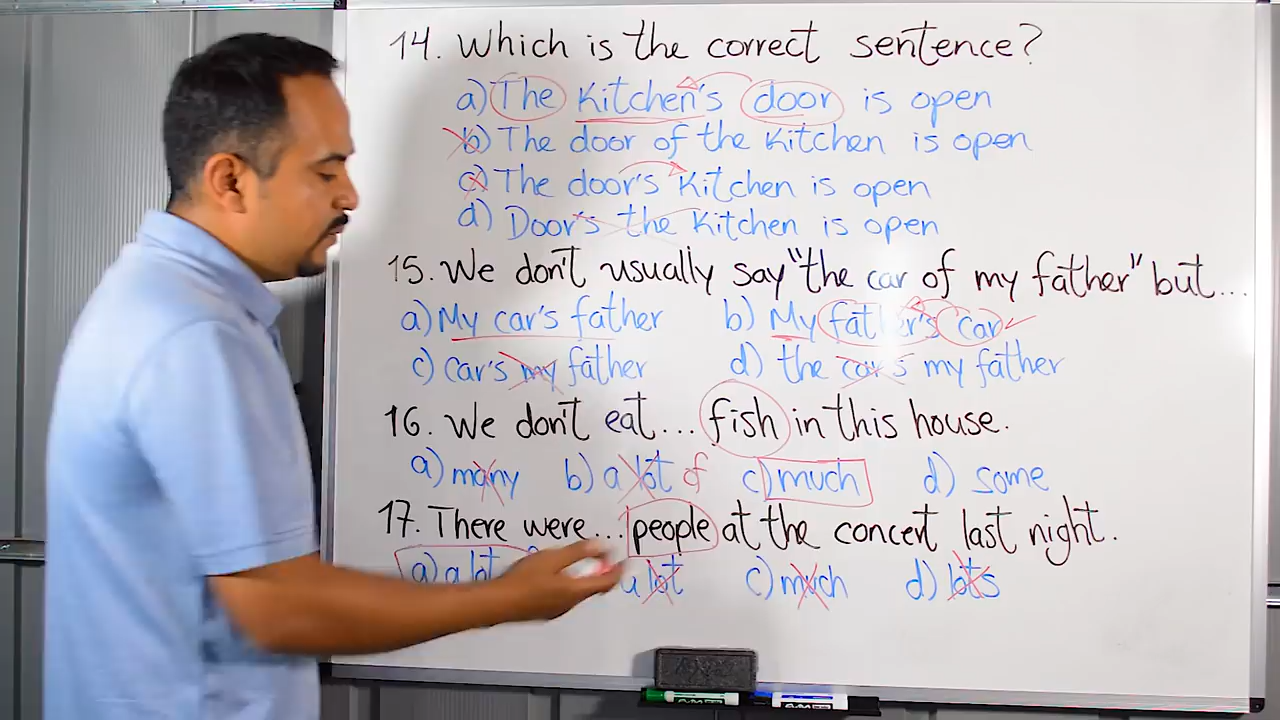 14. Which is the correct sentence?
a) The Kitchen's door is open
b) The door of the Kitchen is open
c) The door's Kitchen is open
d) Door's the Kitchen is open
15. We don't usually say "the car of my father" but...
a) My car's father b) My father's car
c) car's my father d) the car's my father
16. We don't eat... fish in this house.
a) many b) a lot of c) much d) some
17. There were... people at the concert last night.
a) a lot a lot c) much d) lots